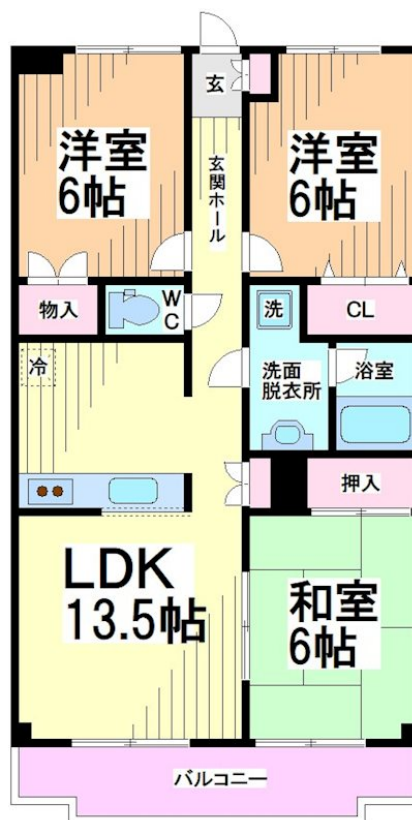 玄
洋室
6帖
玄関ホール
洋室
6帖
物入
WC
洗
CL
冷
洗面
脱衣所
浴室
押入
LDK
13.5帖
和室
6帖
バルコニー